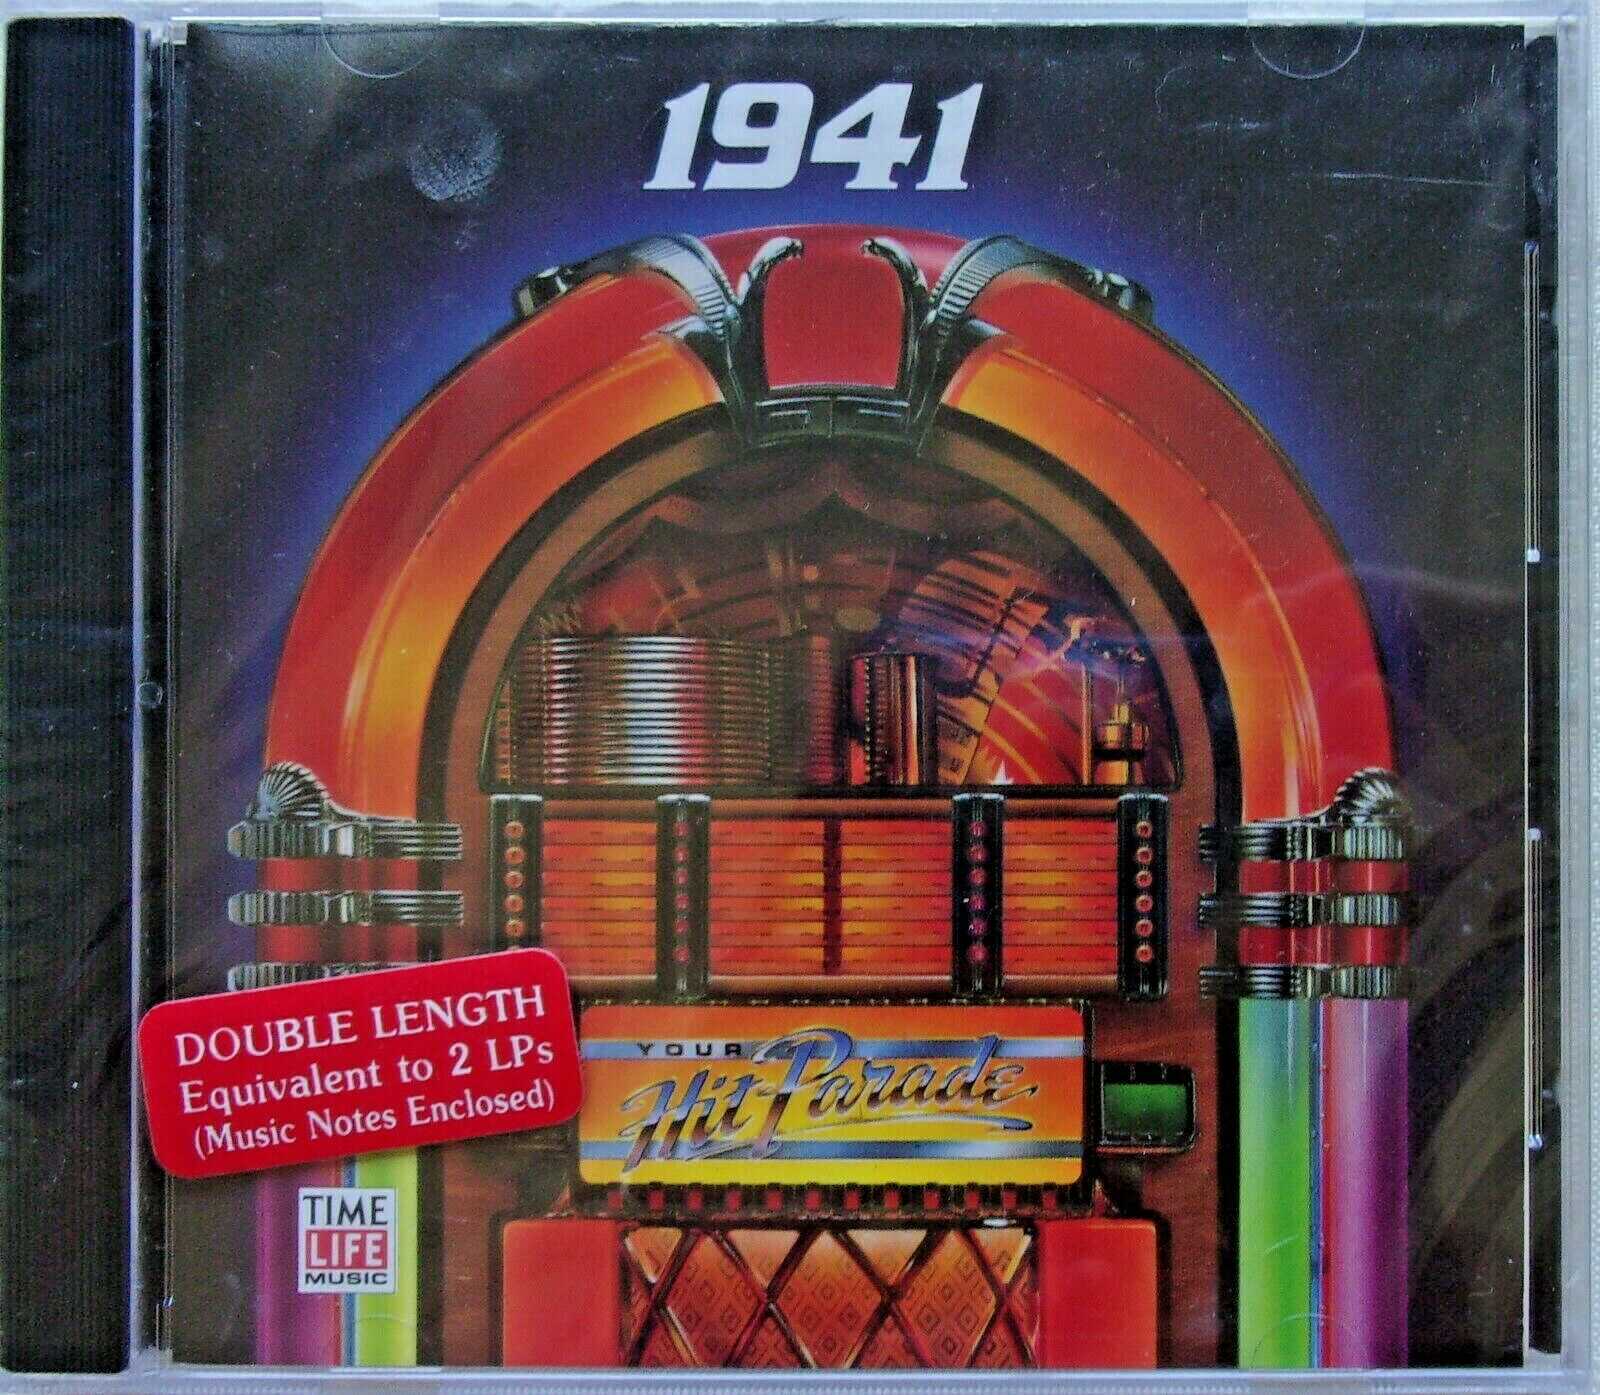 1941
DOUBLE LENGTH
Equivalent to 2 LPs
(Music Notes Enclosed)
YOUR
Hit Parade
TIME
LIFE
MUSIC